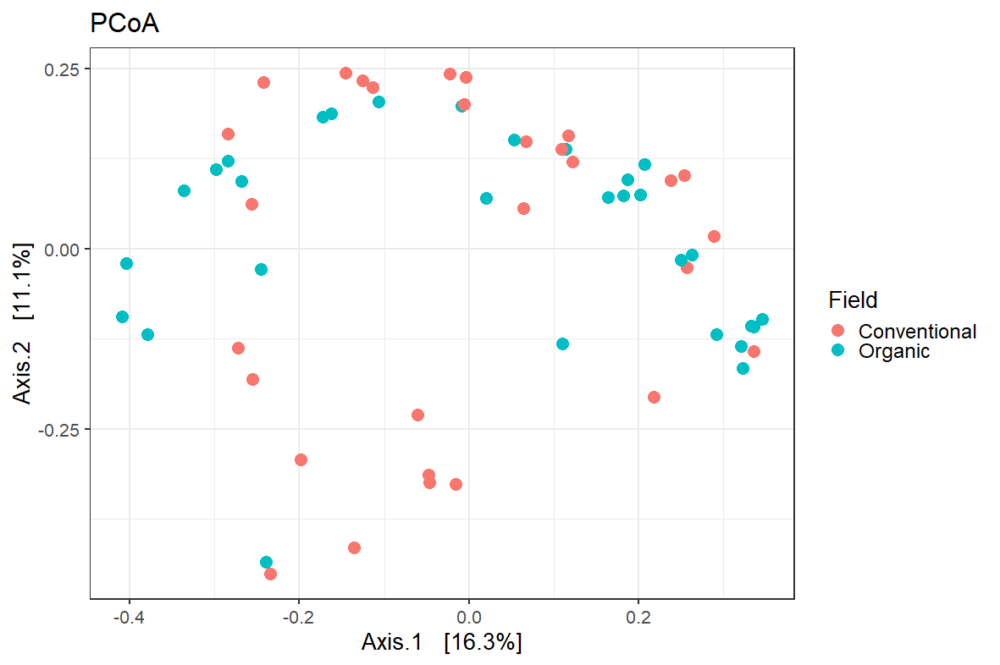 PCoA
0.25
0.00
-0.25
Axis.2 [11.1%]
-0.4
-0.2
0.0
0.2
Axis.1 [16.3%]
Field
Conventional
Organic